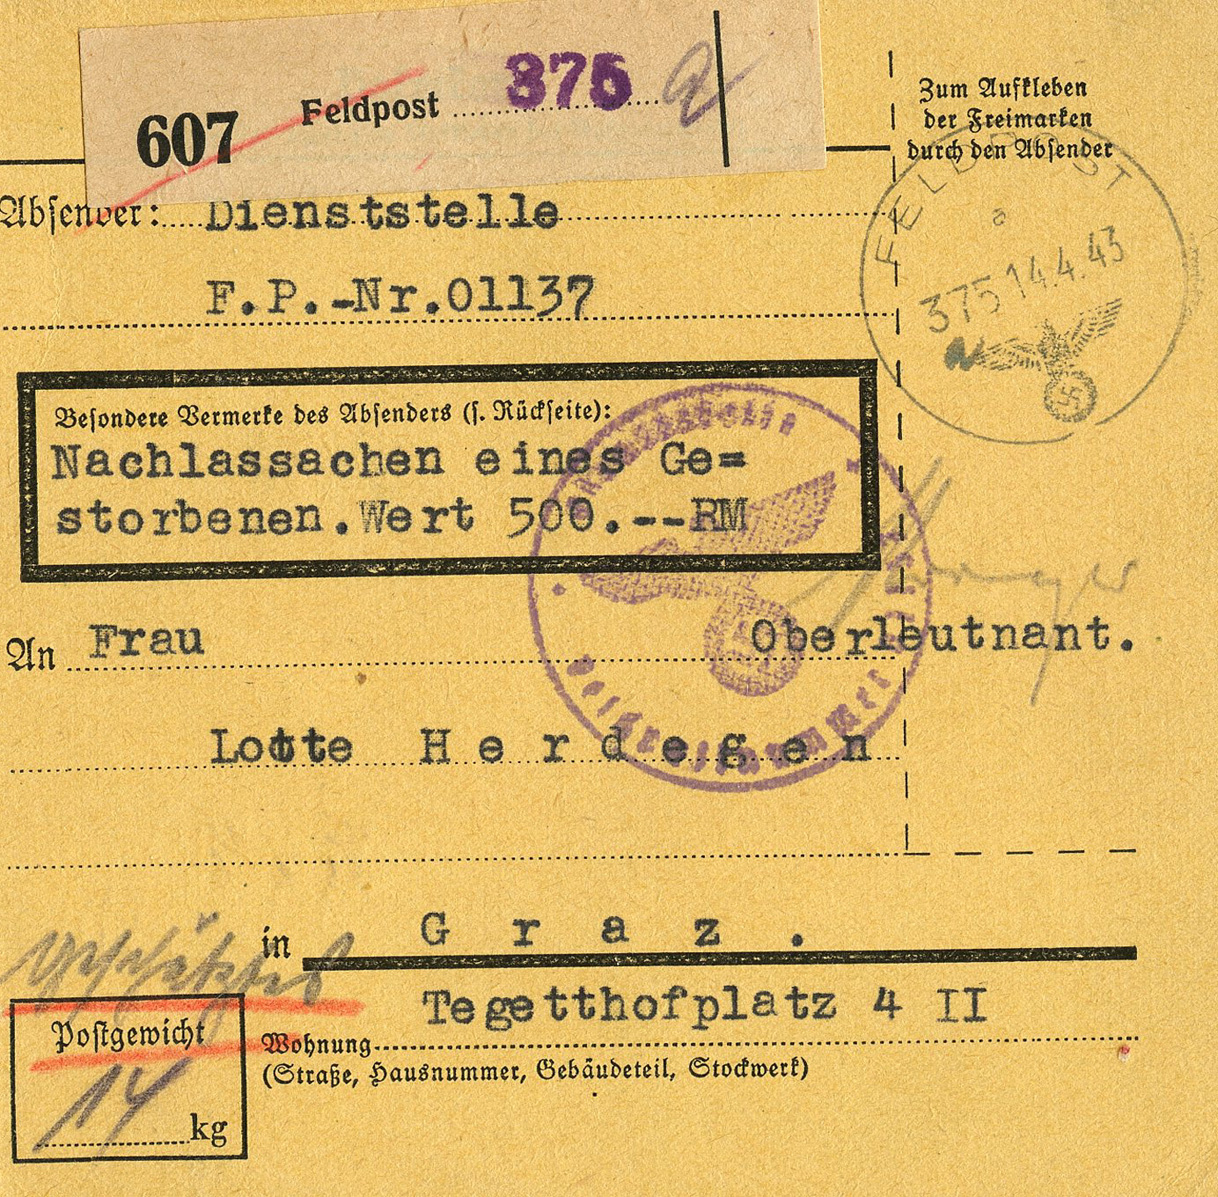 607 Feldpost 375 a
Zum Aufkleben
der Freimarken
durch den Absender
FELDPOST
a
375 14.4.43
Absender: Dienststelle
F.P.-Nr.01137
Besondere Vermerke des Absenders (s. Rückseite):
Nachlassachen eines Ge=
storbenen.Wert 500.--RM
Dienststelle
Feldpostnummer
An Frau
Oberleutnant.
Lotte Herdegen
in Graz.
Tegetthofplatz 4 II
Wohnung
(Straße, Hausnummer, Gebäudeteil, Stockwerk)
Postgewicht
14 kg